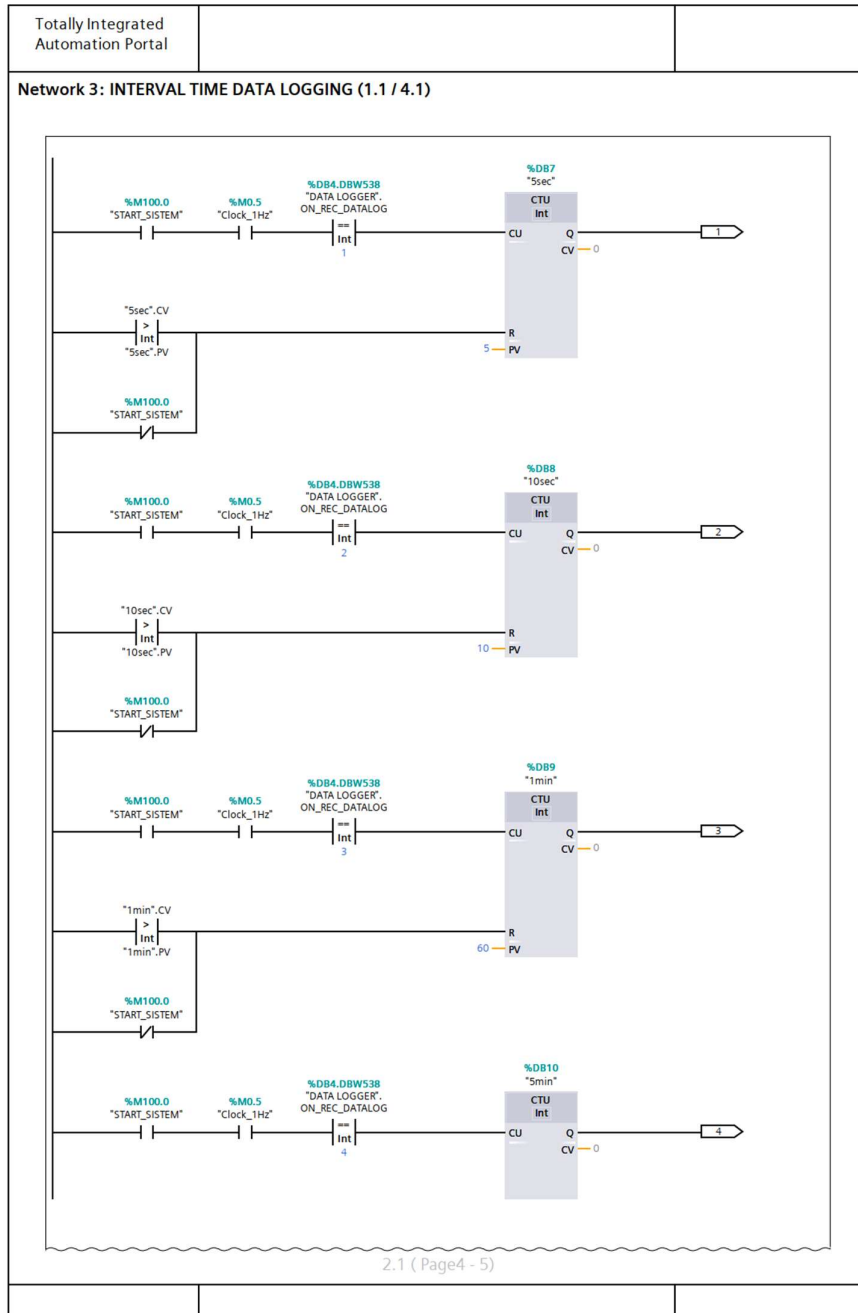 Totally Integrated
Automation Portal
Network 3: INTERVAL TIME DATA LOGGING (1.1 / 4.1)
%DB7
"5sec"
CTU
Int
%M100.0
"START_SISTEM"
%M0.5
"Clock_1Hz"
%DB4.DBW538
"DATA LOGGER".
ON_REC_DATALOG
==
Int
1
CU
Q
CV
0
1
"5sec".CV
>
Int
"5sec".PV
R
5
PV
%M100.0
"START_SISTEM"
%DB8
"10sec"
CTU
Int
%M100.0
"START_SISTEM"
%M0.5
"Clock_1Hz"
%DB4.DBW538
"DATA LOGGER".
ON_REC_DATALOG
==
Int
2
CU
Q
CV
0
2
"10sec".CV
>
Int
"10sec".PV
R
10
PV
%M100.0
"START_SISTEM"
%DB9
"1min"
CTU
Int
%M100.0
"START_SISTEM"
%M0.5
"Clock_1Hz"
%DB4.DBW538
"DATA LOGGER".
ON_REC_DATALOG
==
Int
3
CU
Q
CV
0
3
"1min".CV
>
Int
"1min".PV
R
60
PV
%M100.0
"START_SISTEM"
%DB10
"5min"
CTU
Int
%M100.0
"START_SISTEM"
%M0.5
"Clock_1Hz"
%DB4.DBW538
"DATA LOGGER".
ON_REC_DATALOG
==
Int
4
CU
Q
CV
0
4
2.1 ( Page4 - 5)